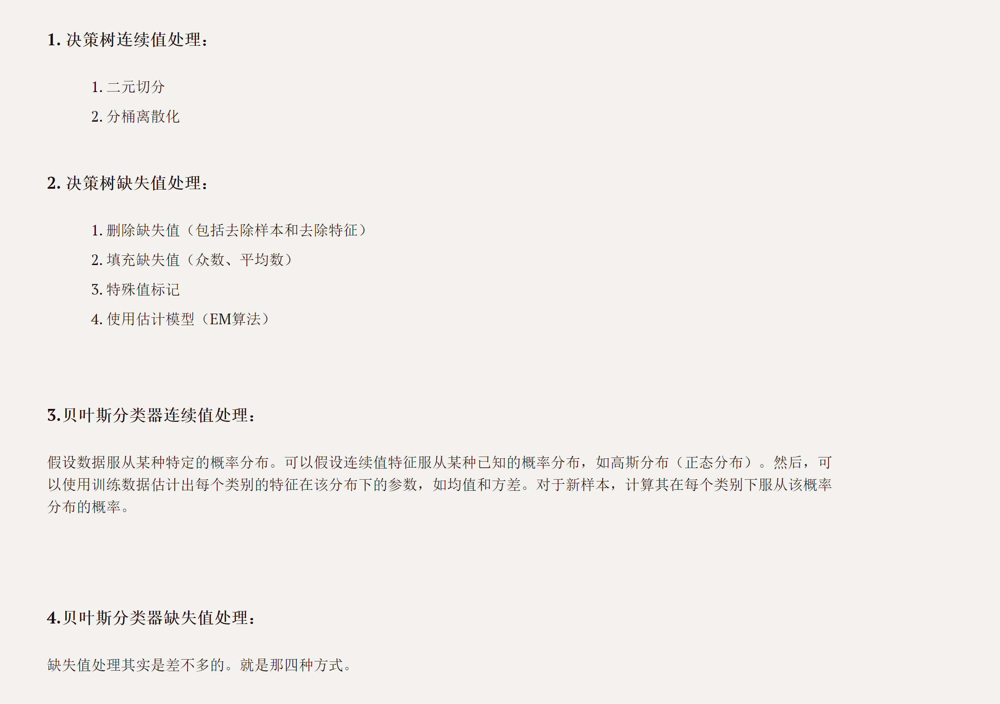 1. 决策树连续值处理：
1. 二元切分
2. 分桶离散化
2. 决策树缺失值处理：
1. 删除缺失值（包括去除样本和去除特征）
2. 填充缺失值（众数、平均数）
3. 特殊值标记
4. 使用估计模型（EM算法）
3.贝叶斯分类器连续值处理：
假设数据服从某种特定的概率分布。可以假设连续值特征服从某种已知的概率分布，如高斯分布（正态分布）。然后，可
以使用训练数据估计出每个类别的特征在该分布下的参数，如均值和方差。对于新样本，计算其在每个类别下服从该概率
分布的概率。
4.贝叶斯分类器缺失值处理：
缺失值处理其实是差不多的。就是那四种方式。